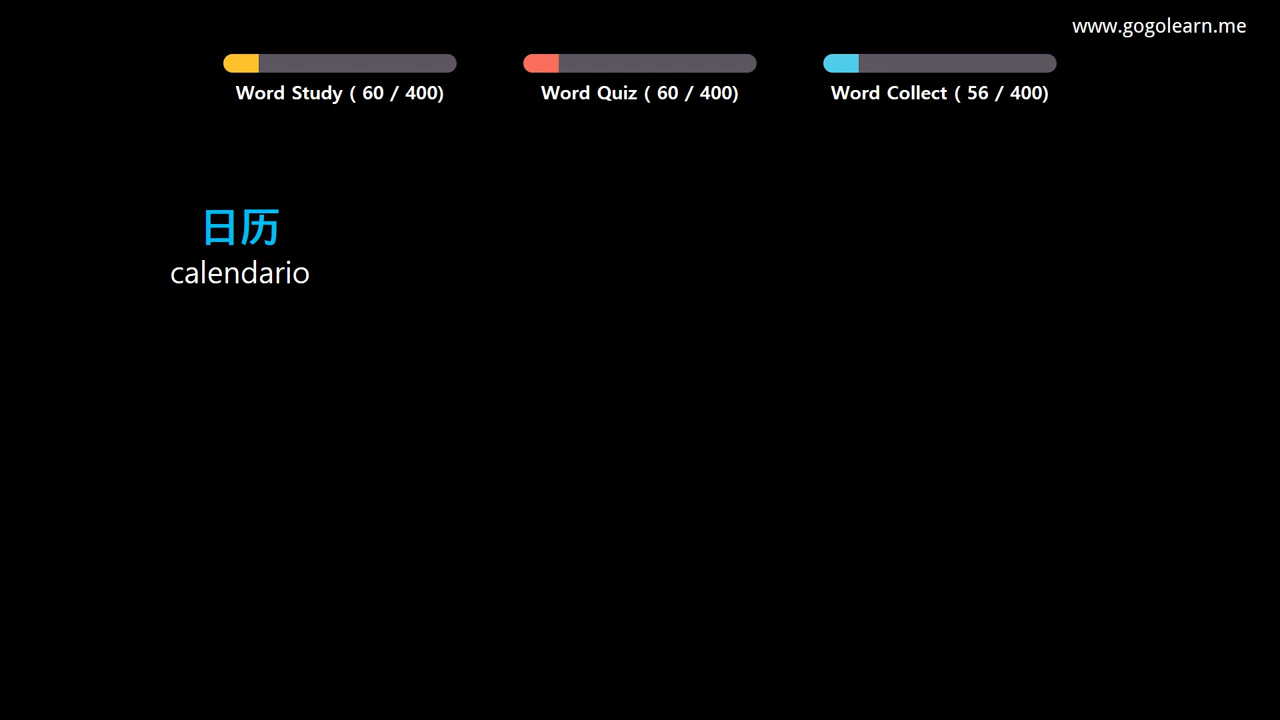 www.gogolearn.me
Word Study ( 60 / 400)
Word Quiz ( 60 / 400)
Word Collect ( 56 / 400)
日历
calendario